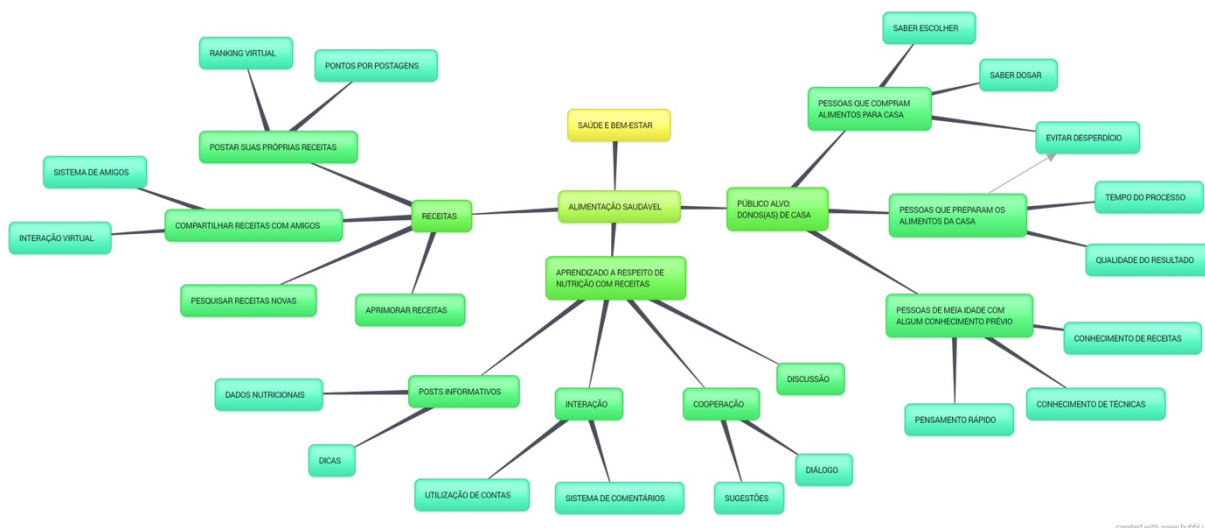 SABER ESCOLHER
RANKING VIRTUAL
PONTOS POR POSTAGENS
SABER DOSAR
PESSOAS QUE COMPRAM
ALIMENTOS PARA CASA
SAÚDE E BEM-ESTAR
EVITAR DESPERDÍCIO
POSTAR SUAS PRÓPRIAS RECEITAS
SISTEMA DE AMIGOS
TEMPO DO PROCESSO
ALIMENTAÇÃO SAUDÁVEL
PÚBLICO ALVO:
DONOS(AS) DE CASA
RECEITAS
PESSOAS QUE PREPARAM OS
ALIMENTOS DA CASA
COMPARTILHAR RECEITAS COM AMIGOS
INTERAÇÃO VIRTUAL
QUALIDADE DO RESULTADO
APRENDIZADO A RESPEITO DE
NUTRIÇÃO COM RECEITAS
PESQUISAR RECEITAS NOVAS
APRIMORAR RECEITAS
PESSOAS DE MEIA IDADE COM
ALGUM CONHECIMENTO PRÉVIO
CONHECIMENTO DE RECEITAS
DISCUSSÃO
DADOS NUTRICIONAIS
POSTS INFORMATIVOS
INTERAÇÃO
COOPERAÇÃO
CONHECIMENTO DE TÉCNICAS
PENSAMENTO RÁPIDO
DICAS
DIÁLOGO
UTILIZAÇÃO DE CONTAS
SISTEMA DE COMENTÁRIOS
SUGESTÕES
created with www.bubbl.u